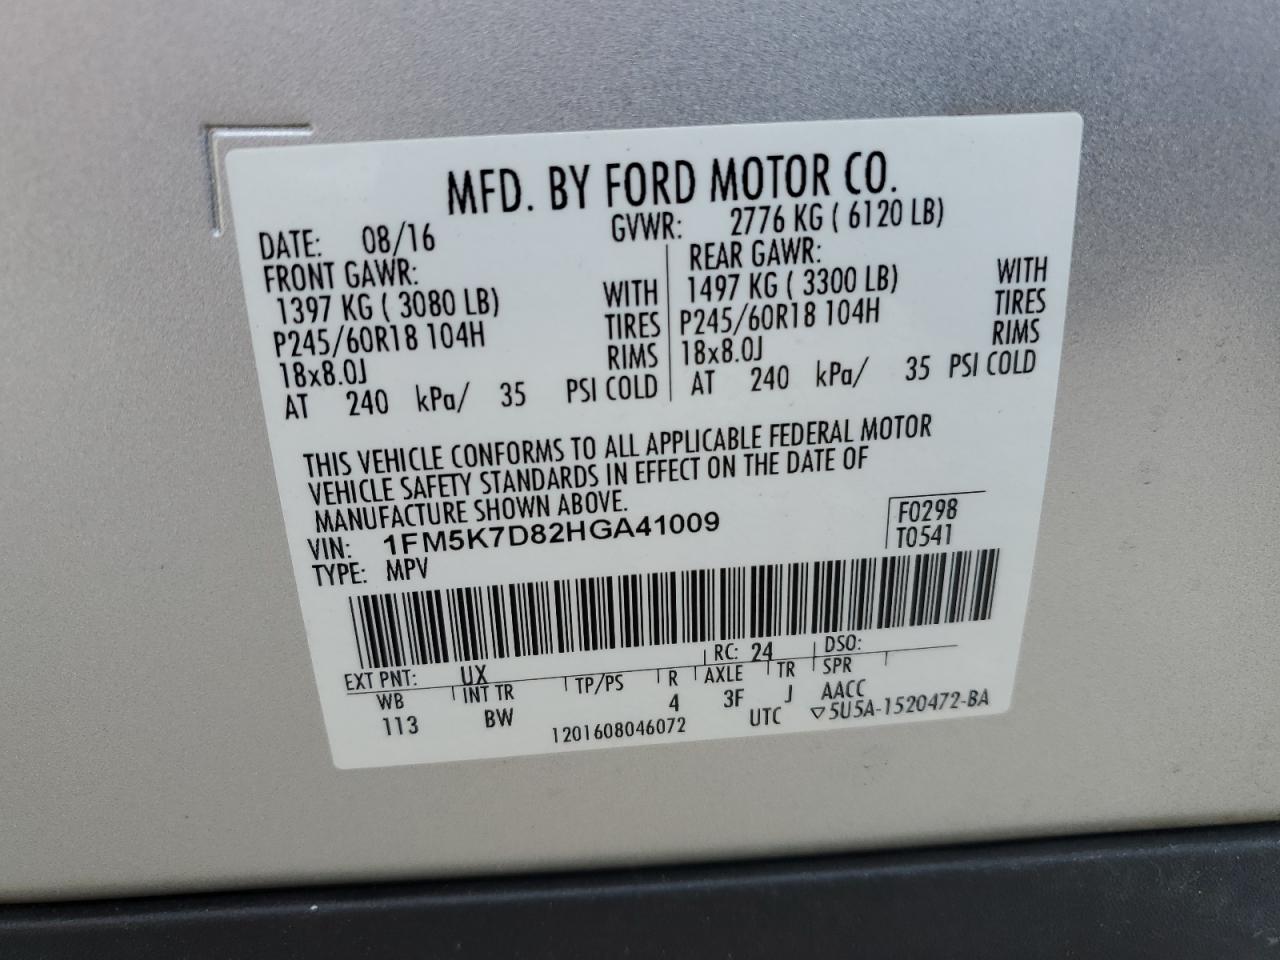 MFD. BY FORD MOTOR CO.
DATE: 08/16 GVWR: 2776 KG ( 6120 LB)
FRONT GAWR: REAR GAWR:
1397 KG ( 3080 LB) WITH 1497 KG ( 3300 LB) WITH
P245/60R18 104H TIRES P245/60R18 104H TIRES
18x8.0J RIMS 18x8.0J RIMS
AT 240 kPa/ 35 PSI COLD AT 240 kPa/ 35 PSI COLD
THIS VEHICLE CONFORMS TO ALL APPLICABLE FEDERAL MOTOR
VEHICLE SAFETY STANDARDS IN EFFECT ON THE DATE OF
MANUFACTURE SHOWN ABOVE.
VIN: 1FM5K7D82HGA41009 F0298
TYPE: MPV T0541
EXT PNT: UX RC: 24 DSO:
WB INT TR TP/PS R AXLE TR SPR
113 BW 4 3F J AACC
1201608046072 UTC ▽5U5A-1520472-BA